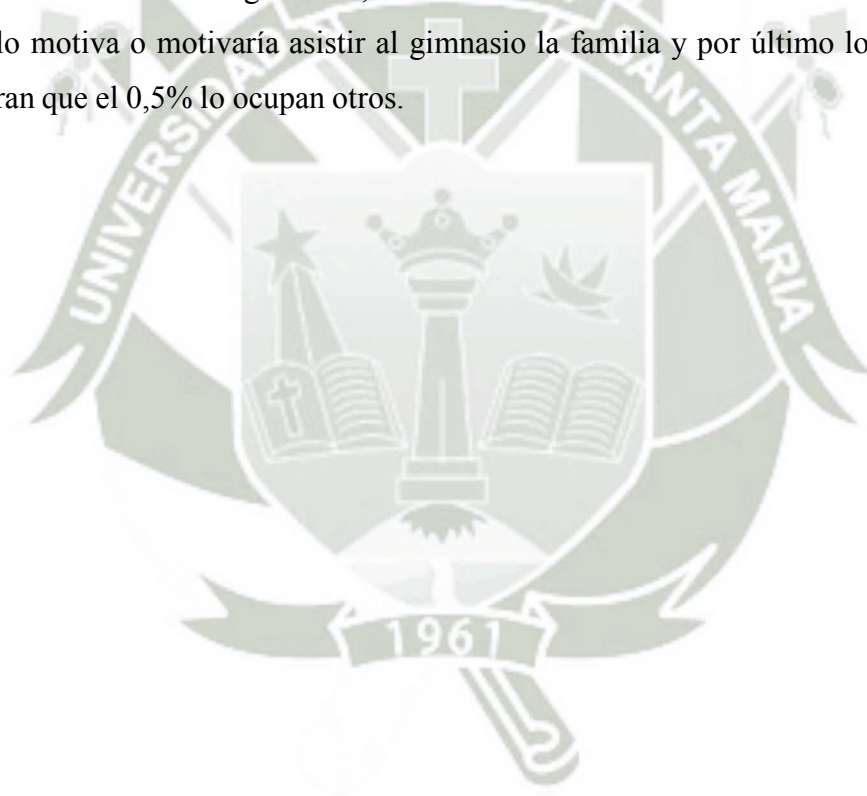 lo motiva o motivaría asistir al gimnasio la familia y por último lo
ran que el 0,5% lo ocupan otros.
UNIVERSIDAD
SANTA MARIA
1961